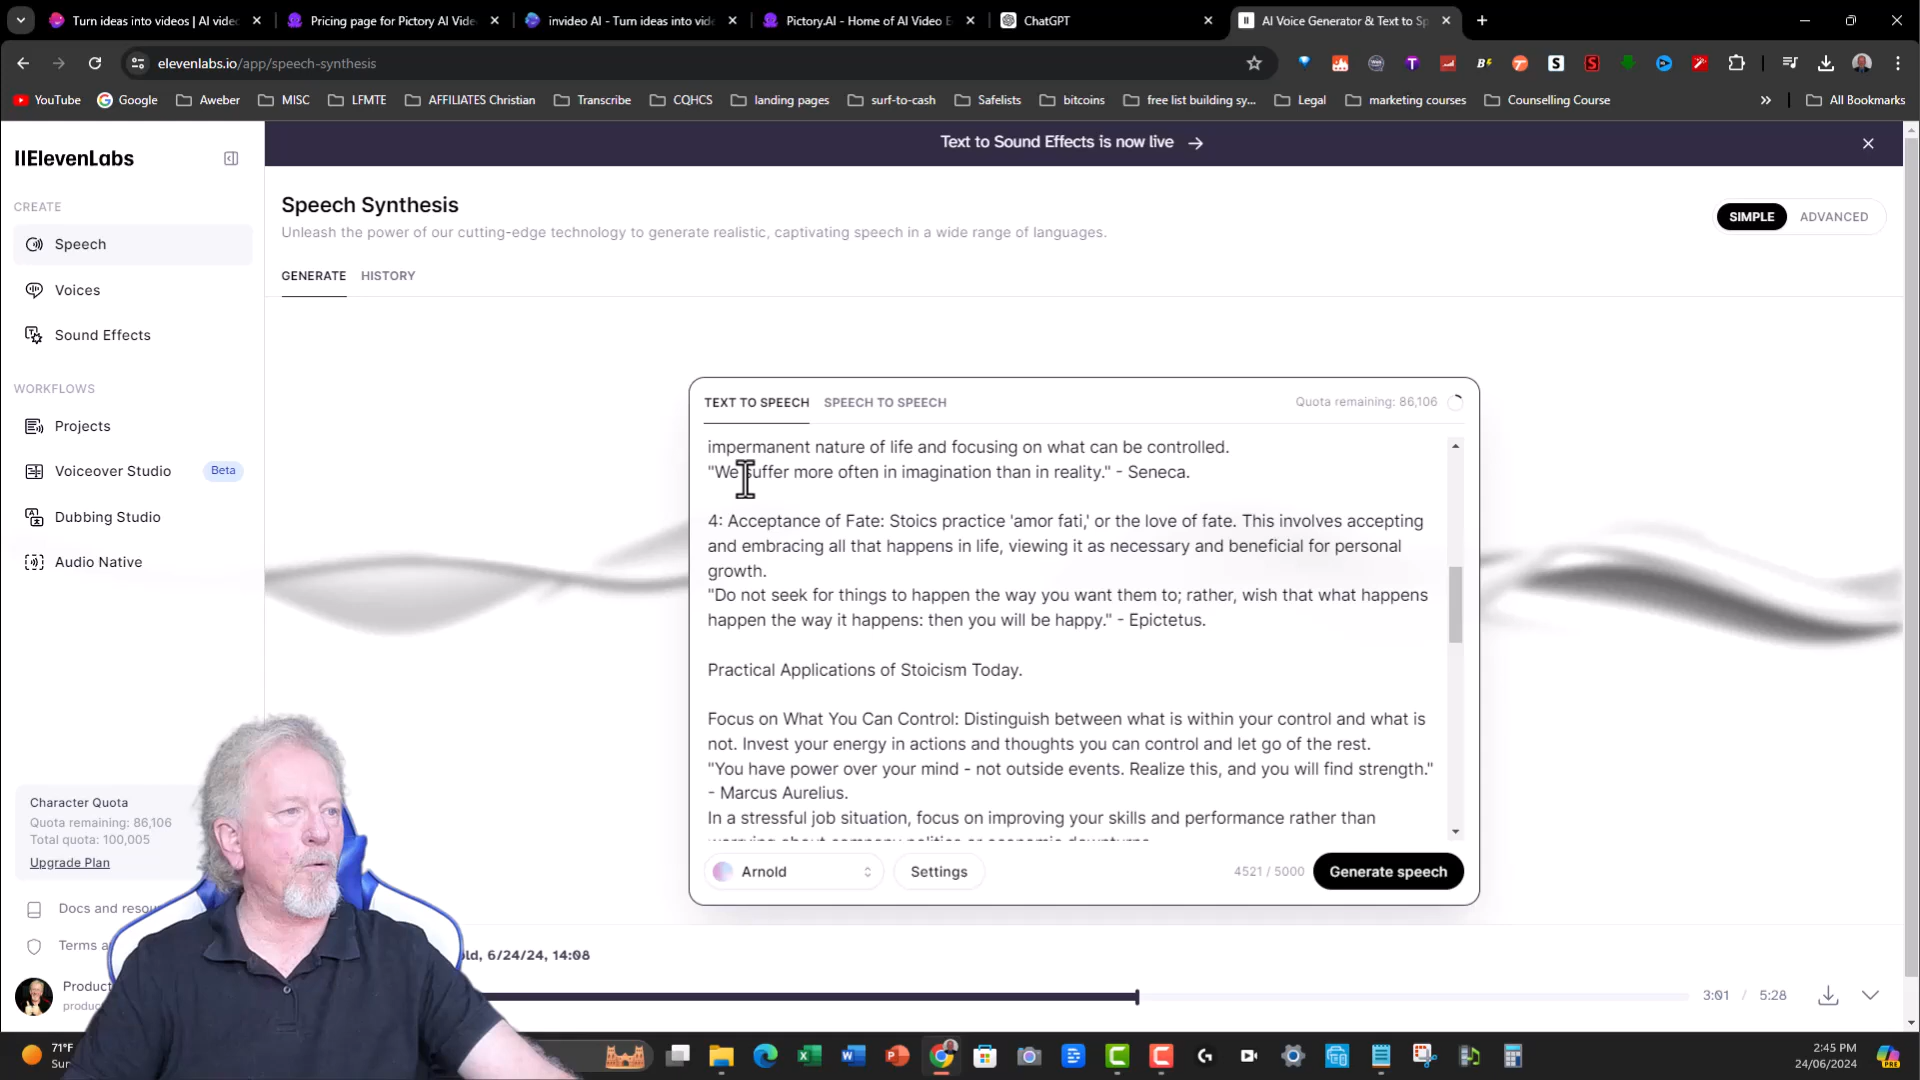 Turn ideas into videos | AI vide
Pricing page for Pictory AI Vide
invideo AI - Turn ideas into vide
Pictory.AI - Home of AI Video E
ChatGPT
AI Voice Generator & Text to Sp
elevenlabs.io/app/speech-synthesis
YouTube
Google
Aweber
MISC
LFMTE
AFFILIATES Christian
Transcribe
CQHCS
landing pages
surf-to-cash
Safelists
bitcoins
free list building sy...
Legal
marketing courses
Counselling Course
All Bookmarks
Text to Sound Effects is now live →
IIElevenLabs
CREATE
Speech
Voices
Sound Effects
WORKFLOWS
Projects
Voiceover Studio Beta
Dubbing Studio
Audio Native
Character Quota
Quota remaining: 86,106
Total quota: 100,005
Upgrade Plan
Docs and resou
Terms a
Product
produc
Speech Synthesis
Unleash the power of our cutting-edge technology to generate realistic, captivating speech in a wide range of languages.
SIMPLE ADVANCED
GENERATE HISTORY
TEXT TO SPEECH SPEECH TO SPEECH Quota remaining: 86,106
impermanent nature of life and focusing on what can be controlled.
"We suffer more often in imagination than in reality." - Seneca.
4: Acceptance of Fate: Stoics practice 'amor fati,' or the love of fate. This involves accepting
and embracing all that happens in life, viewing it as necessary and beneficial for personal
growth.
"Do not seek for things to happen the way you want them to; rather, wish that what happens
happen the way it happens: then you will be happy." - Epictetus.
Practical Applications of Stoicism Today.
Focus on What You Can Control: Distinguish between what is within your control and what is
not. Invest your energy in actions and thoughts you can control and let go of the rest.
"You have power over your mind - not outside events. Realize this, and you will find strength."
- Marcus Aurelius.
In a stressful job situation, focus on improving your skills and performance rather than
worrying about company politics or economic downturns.
Arnold Settings 4521 / 5000 Generate speech
old, 6/24/24, 14:08
3:01 / 5:28
71°F
Sun
2:45 PM
24/06/2024